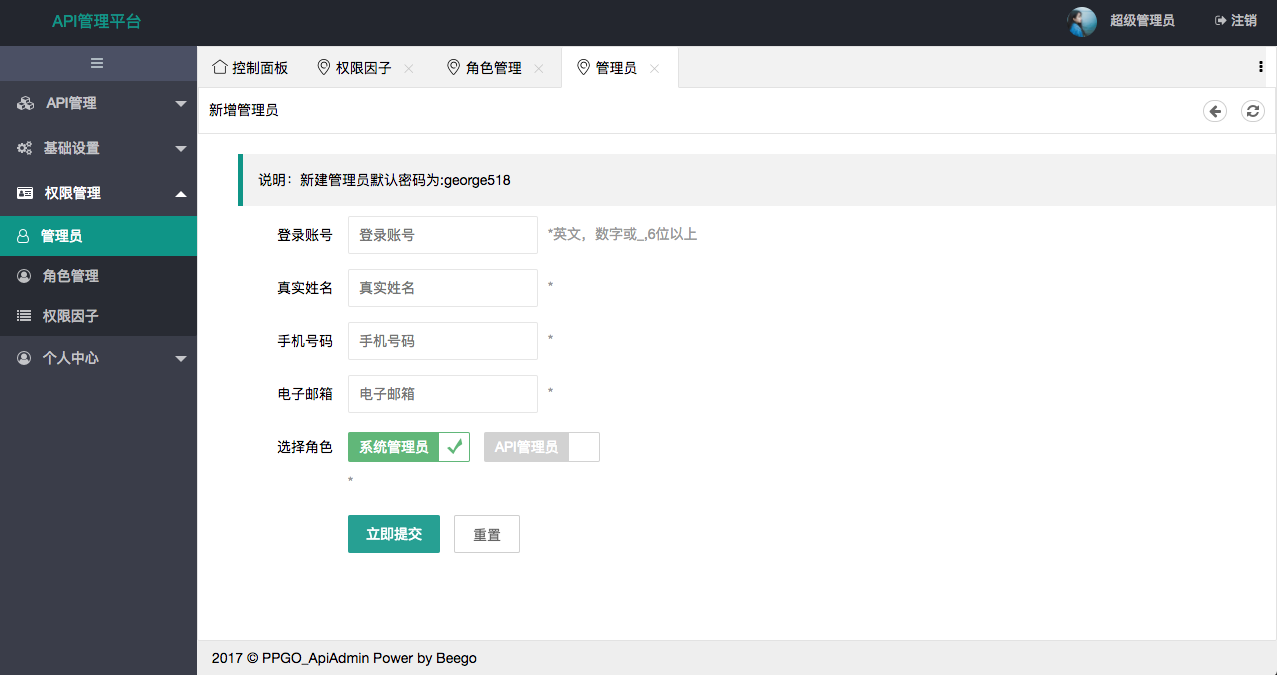 API管理平台
超级管理员
注销
API管理
基础设置
权限管理
管理员
角色管理
权限因子
个人中心
控制面板
权限因子
角色管理
管理员
新增管理员
说明：新建管理员默认密码为:george518
登录账号 登录账号 *英文，数字或_,6位以上
真实姓名 真实姓名 *
手机号码 手机号码 *
电子邮箱 电子邮箱 *
选择角色 系统管理员 API管理员
*
立即提交 重置
2017 © PPGO_ApiAdmin Power by Beego